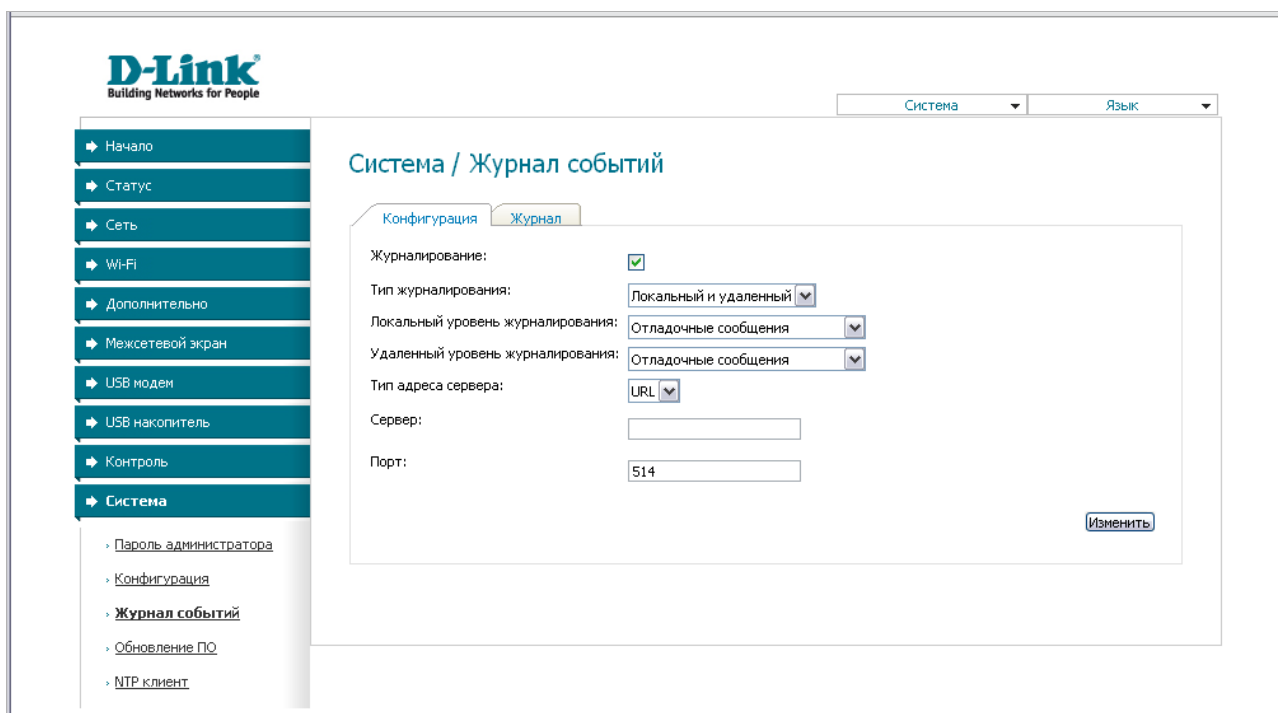 D-Link
Building Networks for People
Система
Язык
Начало
Статус
Сеть
Wi-Fi
Дополнительно
Межсетевой экран
USB модем
USB накопитель
Контроль
Система
Пароль администратора
Конфигурация
Журнал событий
Обновление ПО
NTP клиент
Система / Журнал событий
Конфигурация
Журнал
Журналирование:
Тип журналирования: Локальный и удаленный
Локальный уровень журналирования: Отладочные сообщения
Удаленный уровень журналирования: Отладочные сообщения
Тип адреса сервера: URL
Сервер:
Порт: 514
Изменить